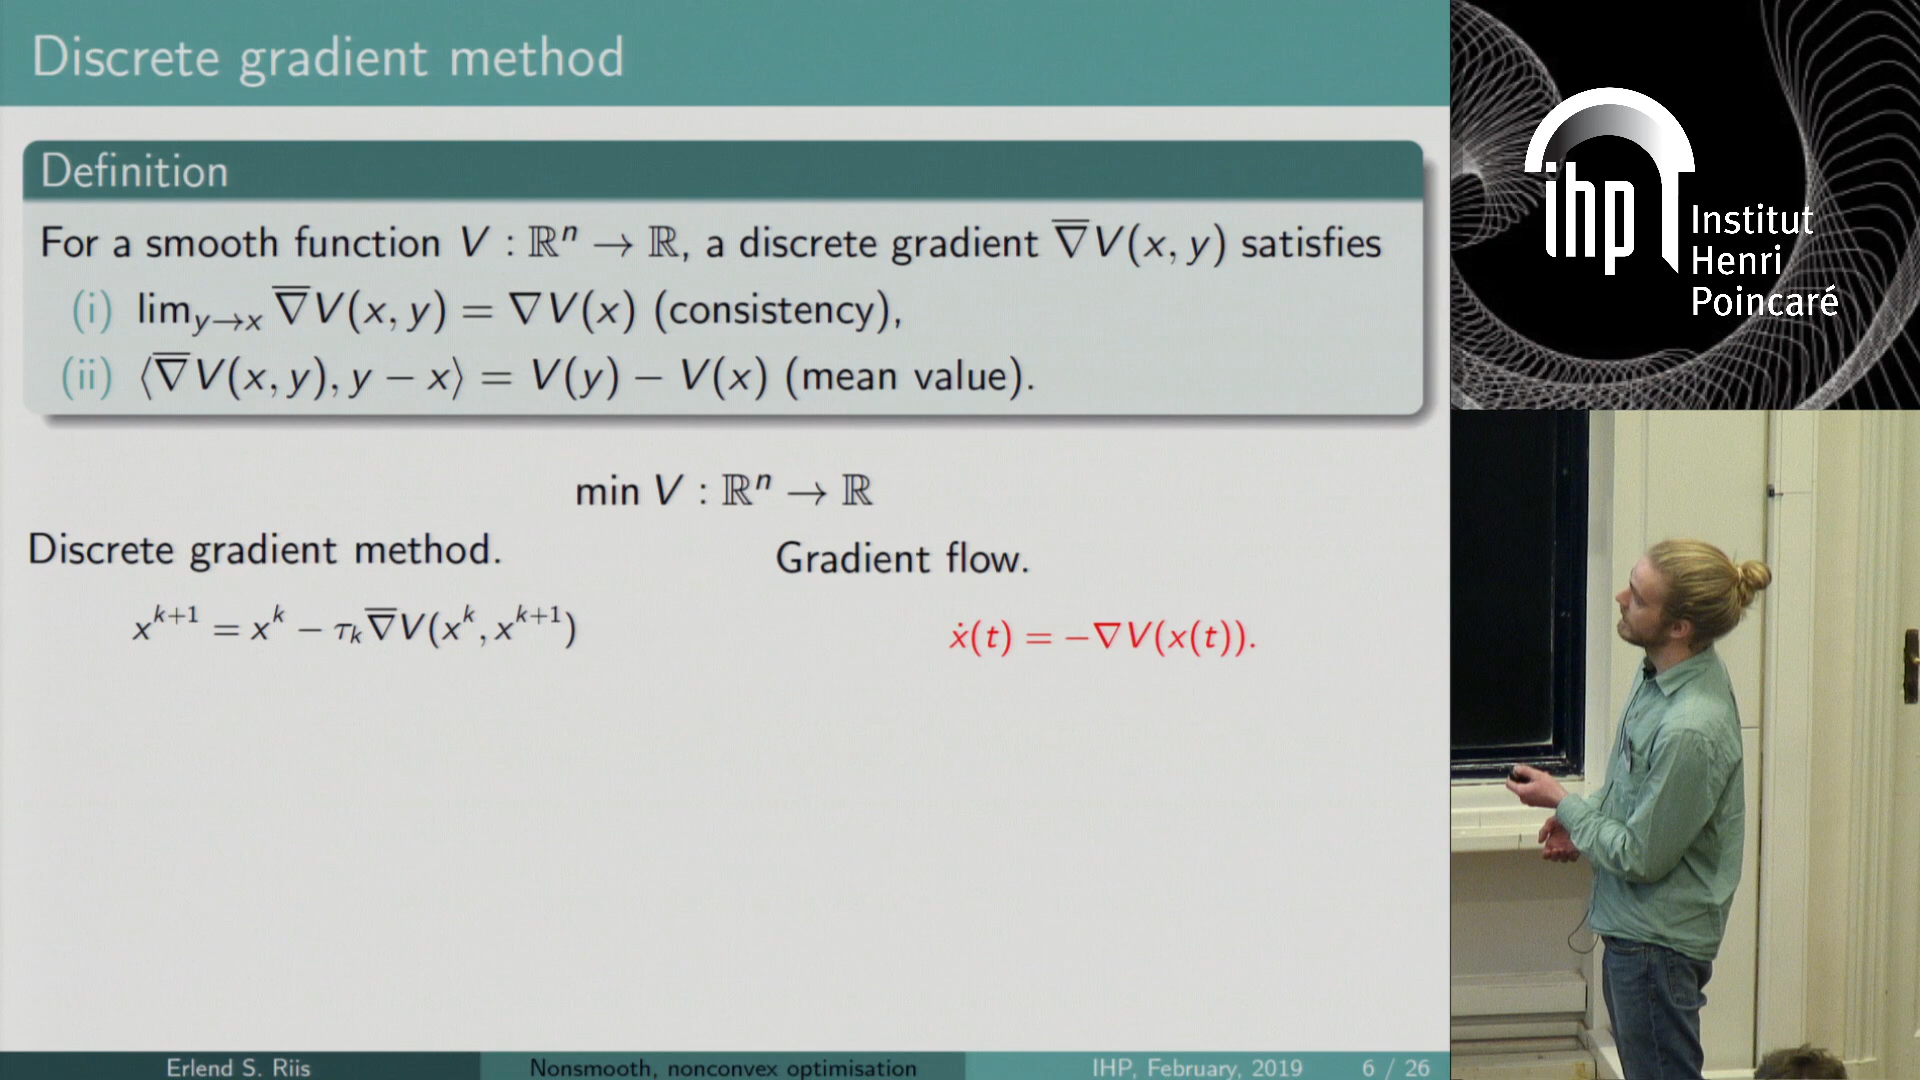 Discrete gradient method
Definition
For a smooth function V : ℝⁿ → ℝ, a discrete gradient ∇̅V(x, y) satisfies
(i) lim_{y→x} ∇̅V(x, y) = ∇V(x) (consistency),
(ii) ⟨∇̅V(x, y), y − x⟩ = V(y) − V(x) (mean value).
min V : ℝⁿ → ℝ
Discrete gradient method.
Gradient flow.
x^{k+1} = x^k − τ_k ∇̅V(x^k, x^{k+1})
ẋ(t) = −∇V(x(t)).
Erlend S. Riis
Nonsmooth, nonconvex optimisation
IHP, February, 2019
6 / 26
ihp
Institut
Henri
Poincaré